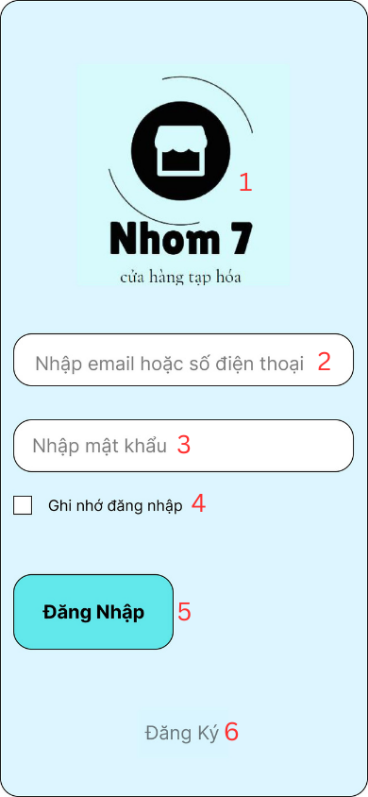 1
Nhom 7
cửa hàng tạp hóa
Nhập email hoặc số điện thoại 2
Nhập mật khẩu 3
Ghi nhớ đăng nhập 4
Đăng Nhập 5
Đăng Ký 6